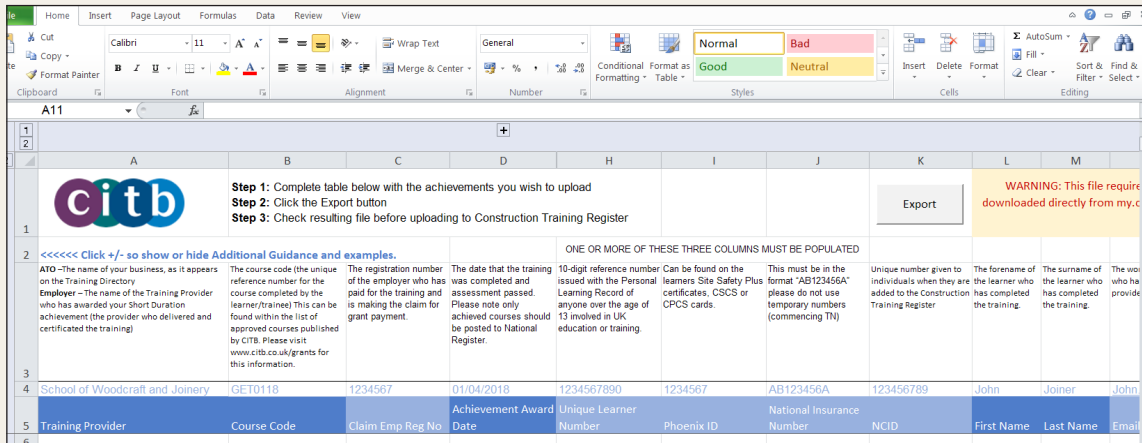 Home Insert Page Layout Formulas Data Review View
Cut
Copy
Format Painter
Clipboard
Calibri 11
B I U
Font
Wrap Text
Merge & Center
Alignment
General
Number
Conditional Formatting
Format as Table
Normal Bad
Good Neutral
Styles
Insert Delete Format
Cells
Σ AutoSum
Fill
Clear
Sort & Filter
Find & Select
Editing
A11 fx
1
2
A B C D H I J K L M
1
citb
Step 1: Complete table below with the achievements you wish to upload
Step 2: Click the Export button
Step 3: Check resulting file before uploading to Construction Training Register
Export
WARNING: This file require
downloaded directly from my.c
2
<<<<<< Click +/- so show or hide Additional Guidance and examples.
ONE OR MORE OF THESE THREE COLUMNS MUST BE POPULATED
3
ATO –The name of your business, as it appears
on the Training Directory
Employer – The name of the Training Provider
who has awarded your Short Duration
achievement (the provider who delivered and
certificated the training)
The course code (the unique
reference number for the
course completed by the
learner/trainee) This can be
found within the list of
approved courses published
by CITB. Please visit
www.citb.co.uk/grants for
this information.
The registration number
of the employer who has
paid for the training and
is making the claim for
grant payment.
The date that the training
was completed and
assessment passed.
Please note only
achieved courses should
be posted to National
Register.
10-digit reference number
issued with the Personal
Learning Record of
anyone over the age of
13 involved in UK
education or training.
Can be found on the
learners Site Safety Plus
certificates, CSCS or
CPCS cards.
This must be in the
format "AB123456A"
please do not use
temporary numbers
(commencing TN)
Unique number given to
individuals when they are
added to the Construction
Training Register
The forename of
the learner who
has completed
the training.
The surname of
the learner who
has completed
the training.
who ha
provide
4 School of Woodcraft and Joinery GET0118 1234567 01/04/2018 1234567890 1234567 AB123456A 123456789 John Joiner John
5 Training Provider Course Code Claim Emp Reg No Achievement Award Date Unique Learner Number Phoenix ID National Insurance Number NCID First Name Last Name Email
6